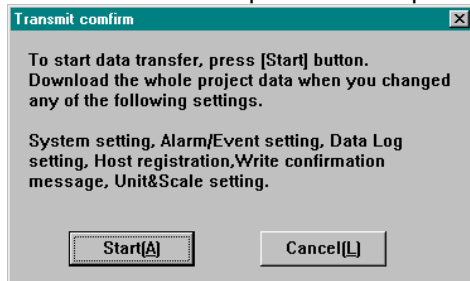 Transmit comfirm
To start data transfer, press [Start] button.
Download the whole project data when you changed
any of the following settings.
System setting, Alarm/Event setting, Data Log
setting, Host registration,Write confirmation
message, Unit&Scale setting.
Start(A) Cancel(L)